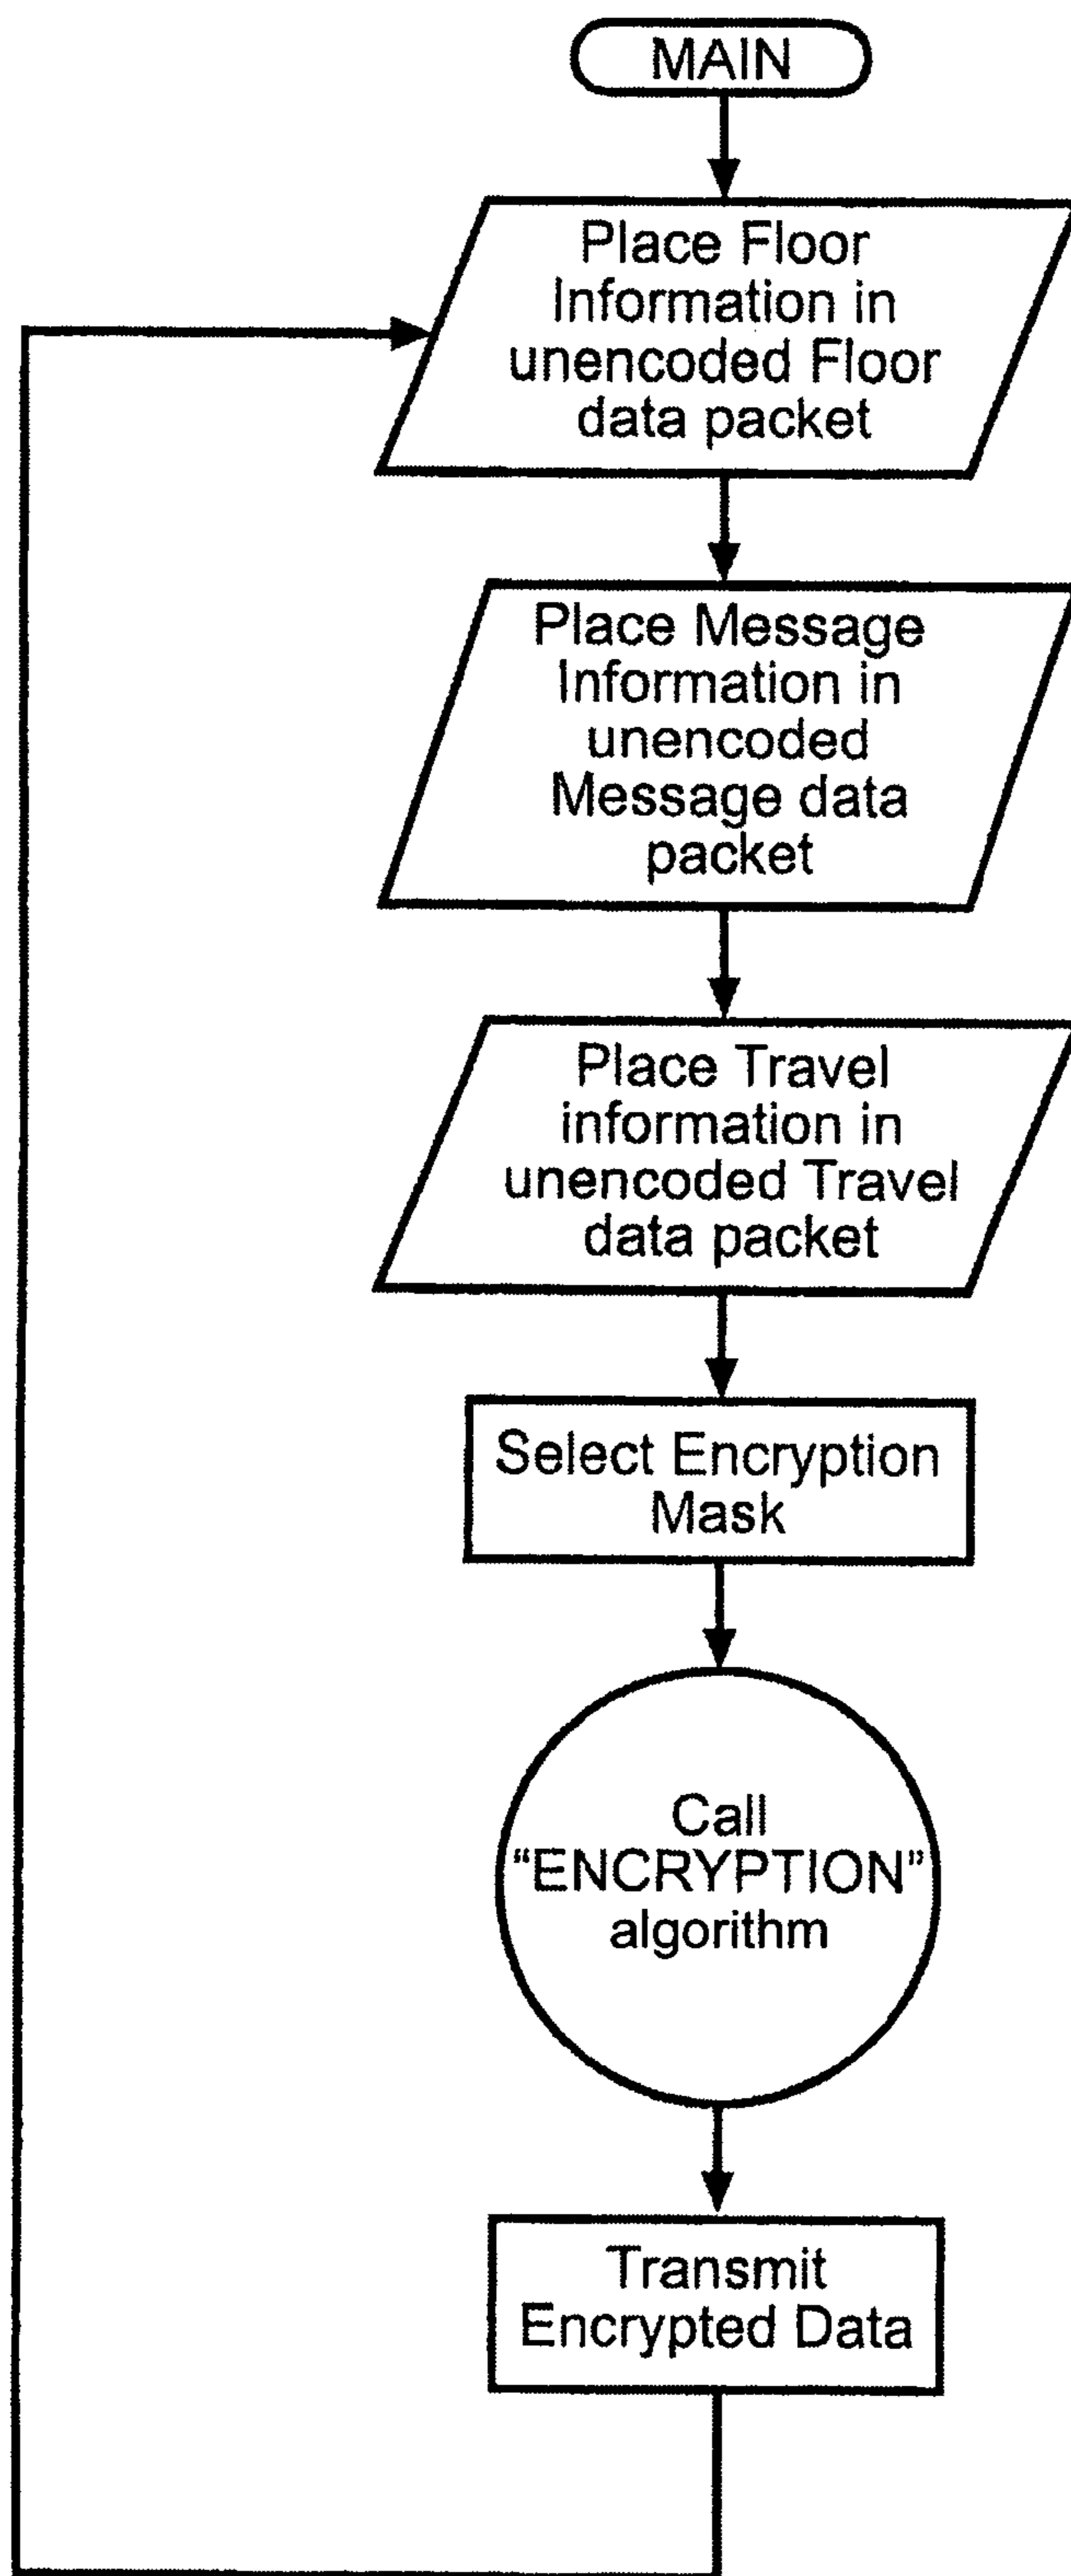 MAIN
Place Floor
Information in
unencoded Floor
data packet
Place Message
Information in
unencoded
Message data
packet
Place Travel
information in
unencoded Travel
data packet
Select Encryption
Mask
Call
“ENCRYPTION”
algorithm
Transmit
Encrypted Data